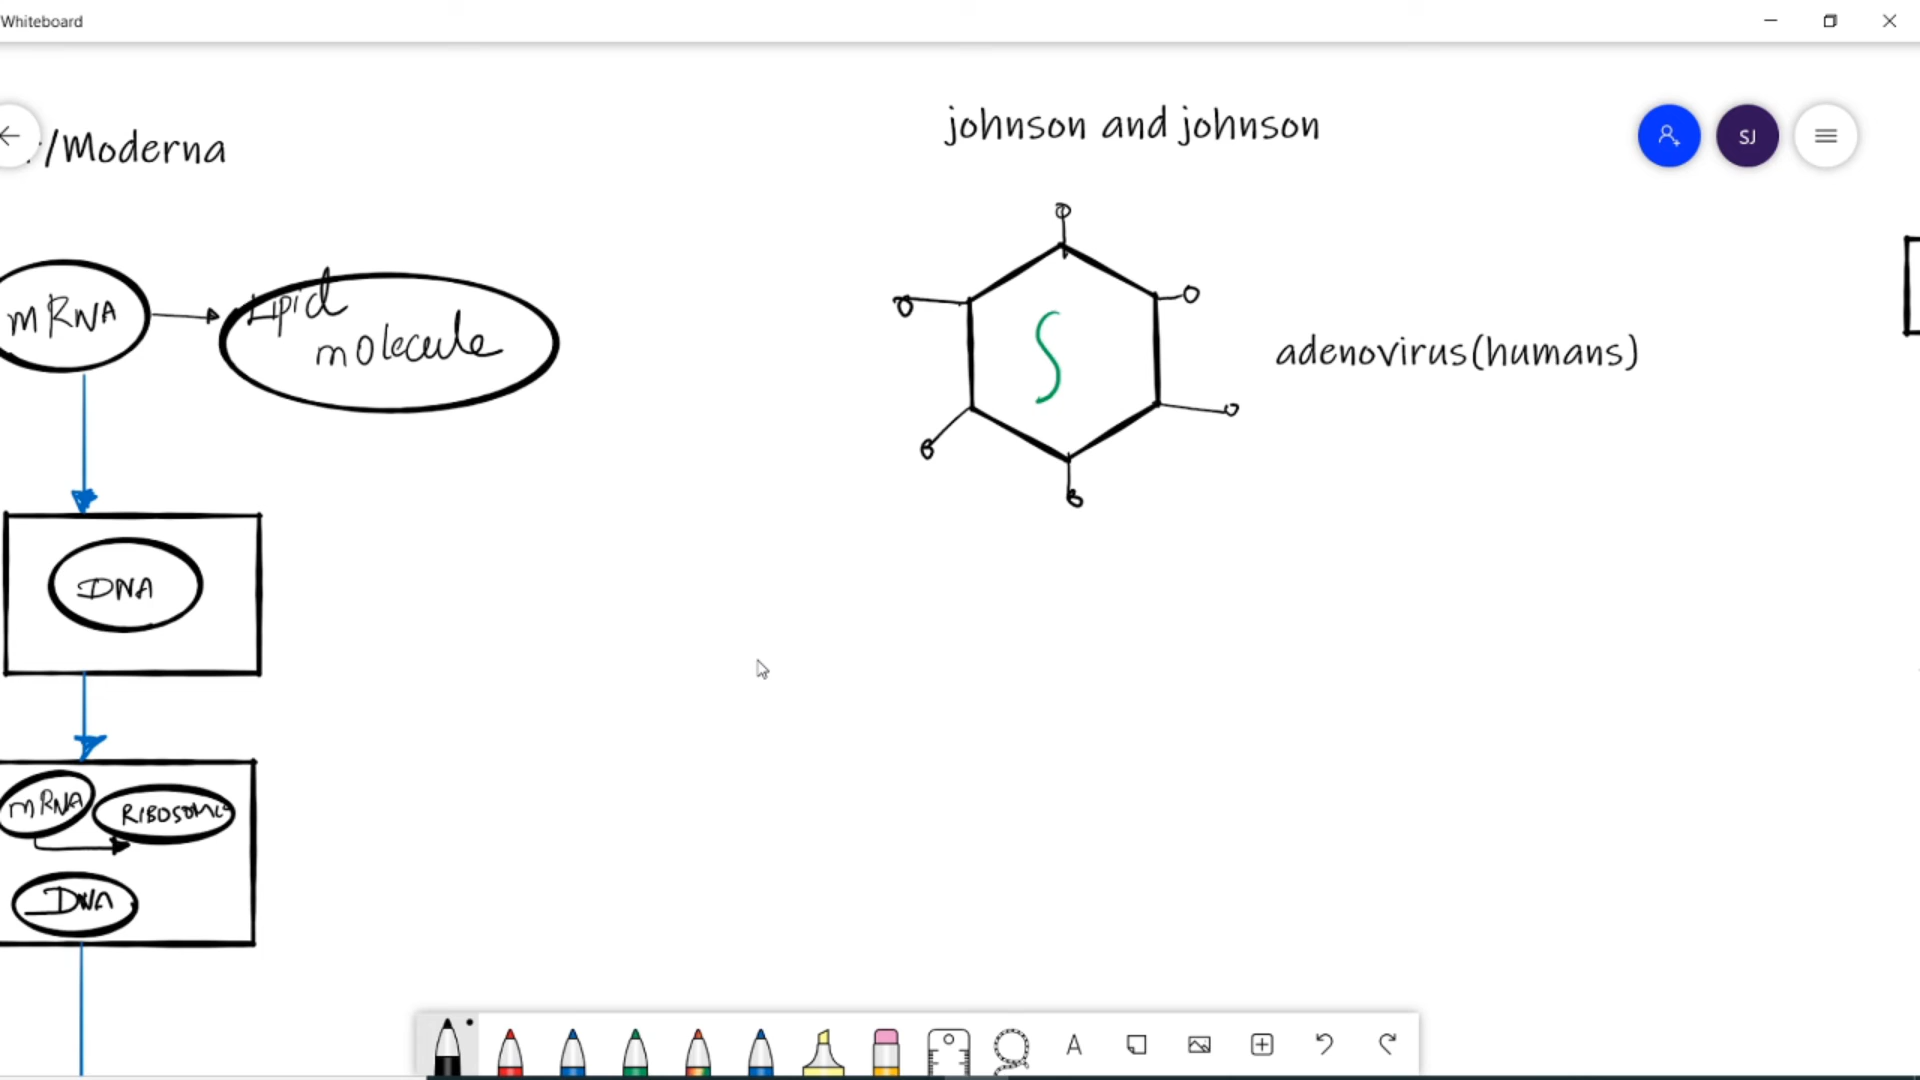 Whiteboard
/Moderna
johnson and johnson
SJ
mRNA
Lipid
molecule
adenovirus(humans)
DNA
mRNA
RIBOSOME
DNA
A